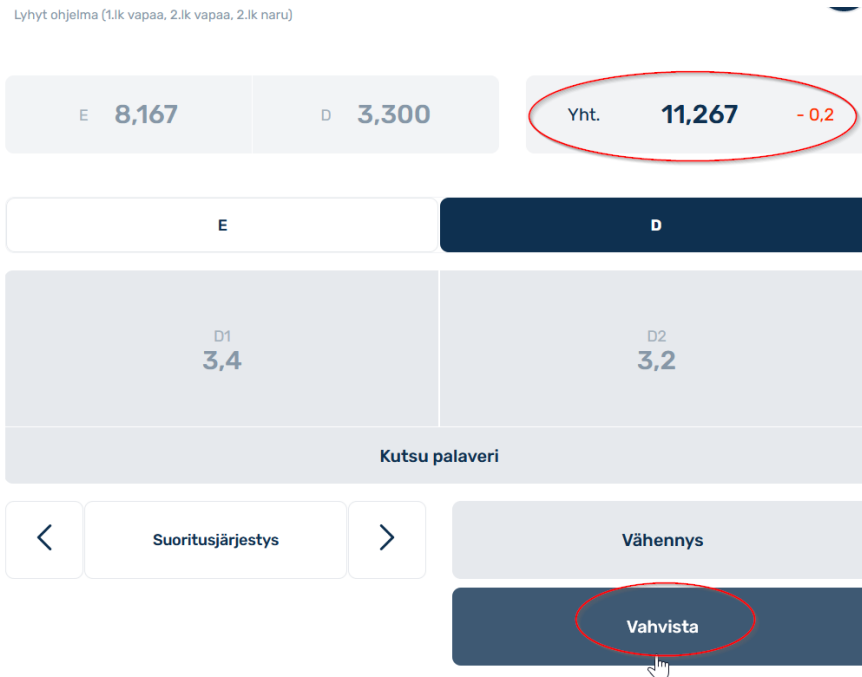 Lyhyt ohjelma (1.lk vapaa, 2.lk vapaa, 2.lk naru)
E 8,167 D 3,300 Yht. 11,267 - 0,2
E D
D1 D2
3,4 3,2
Kutsu palaveri
Suoritusjärjestys Vähennys
Vahvista